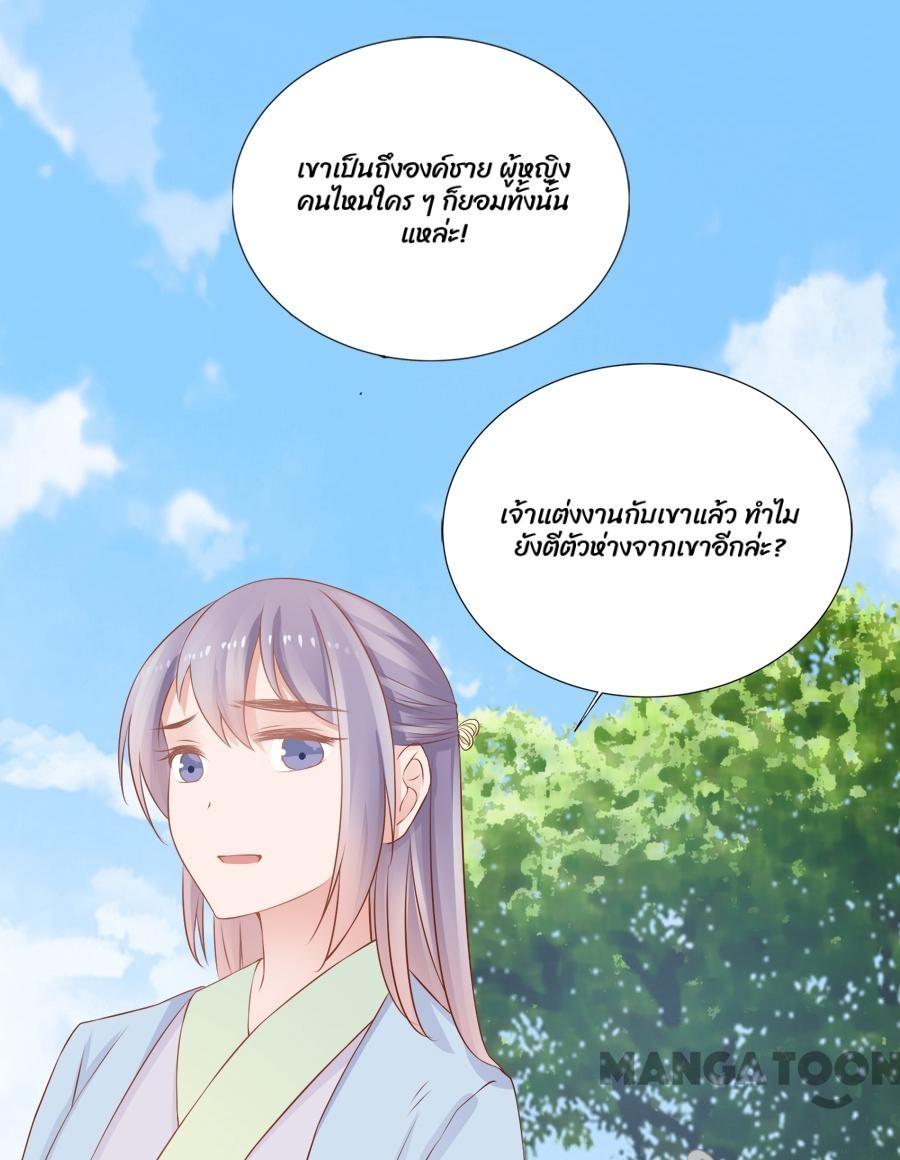 เขาเป็นถึงองค์ชาย ผู้หญิง
คนไหนใคร ๆ ก็ยอมทั้งนั้น
แหล่ะ!
เจ้าแต่งงานกับเขาแล้ว ทำไม
ยังตีตัวห่างจากเขาอีกล่ะ?
MANGATOON